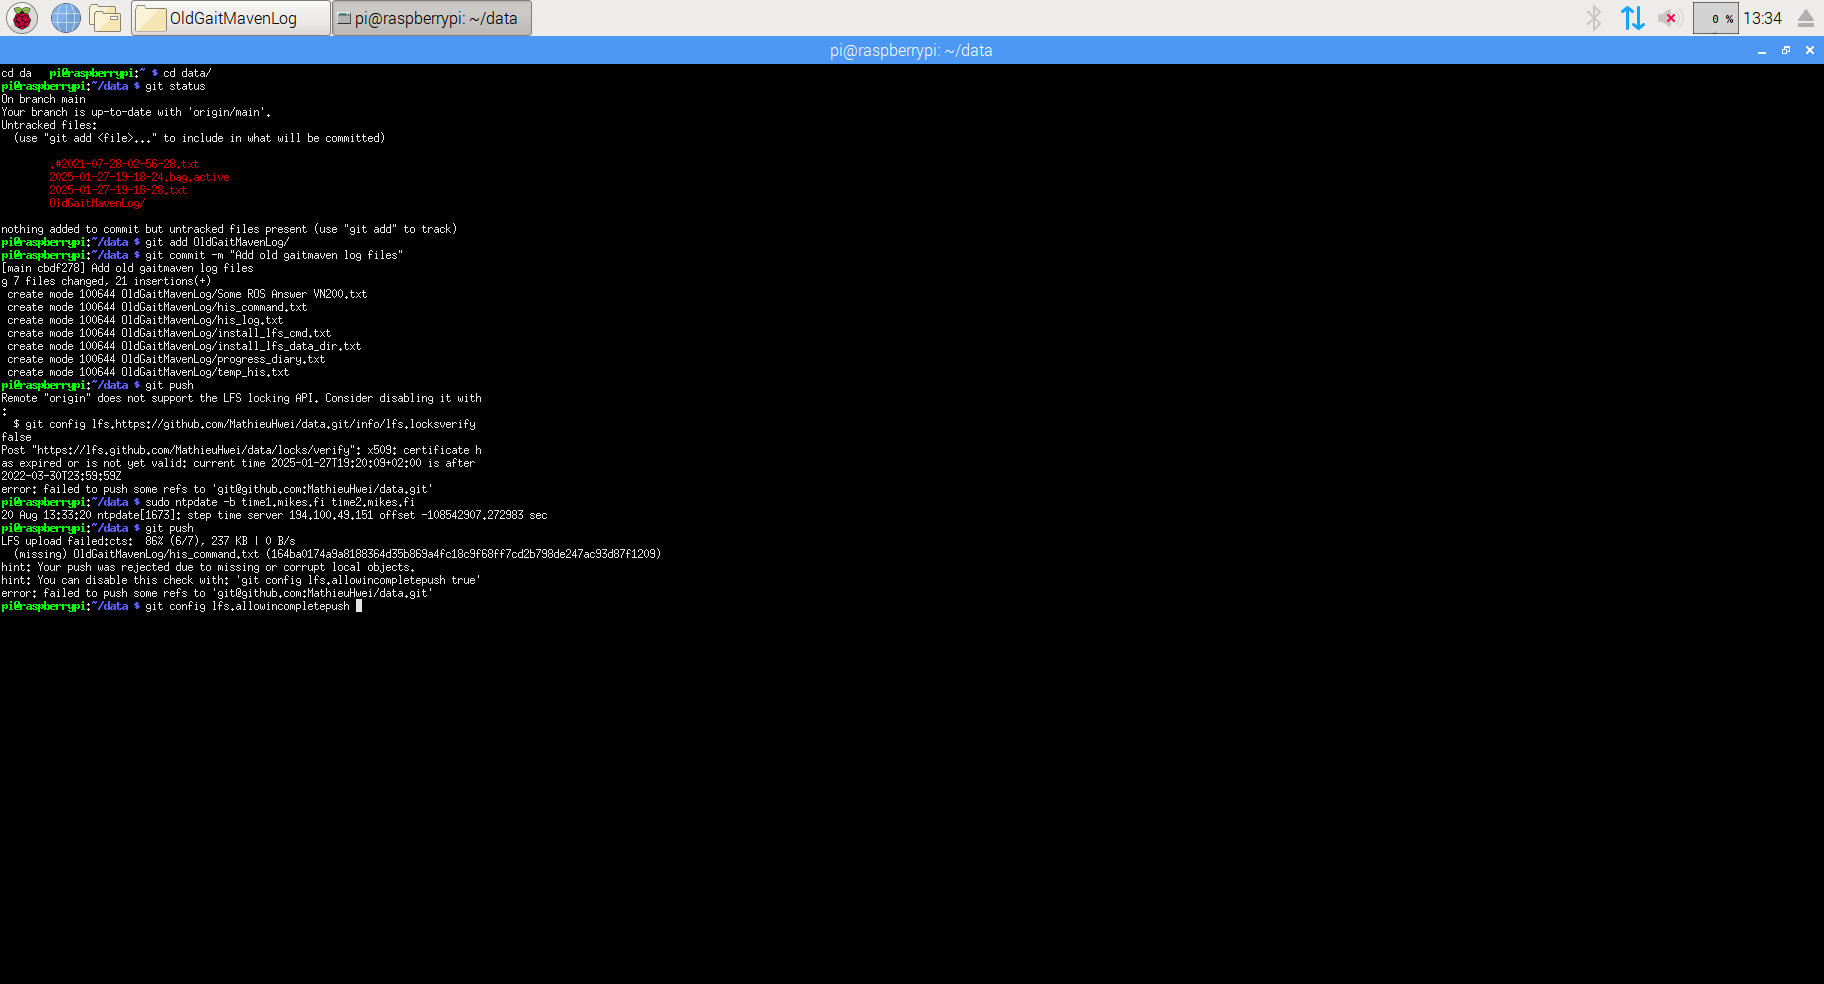 OldGaitMavenLog
pi@raspberrypi: ~/data
0 %
13:34
pi@raspberrypi: ~/data
cd da   pi@raspberrypi:~ $ cd data/
pi@raspberrypi:~/data $ git status
On branch main
Your branch is up-to-date with 'origin/main'.
Untracked files:
  (use "git add <file>..." to include in what will be committed)
        .#2021-07-28-02-56-28.txt
        2025-01-27-19-18-24.bag.active
        2025-01-27-19-18-28.txt
        OldGaitMavenLog/
nothing added to commit but untracked files present (use "git add" to track)
pi@raspberrypi:~/data $ git add OldGaitMavenLog/
pi@raspberrypi:~/data $ git commit -m "Add old gaitmaven log files"
[main cbdf278] Add old gaitmaven log files
g 7 files changed, 21 insertions(+)
 create mode 100644 OldGaitMavenLog/Some ROS Answer VN200.txt
 create mode 100644 OldGaitMavenLog/his_command.txt
 create mode 100644 OldGaitMavenLog/his_log.txt
 create mode 100644 OldGaitMavenLog/install_lfs_cmd.txt
 create mode 100644 OldGaitMavenLog/install_lfs_data_dir.txt
 create mode 100644 OldGaitMavenLog/progress_diary.txt
 create mode 100644 OldGaitMavenLog/temp_his.txt
pi@raspberrypi:~/data $ git push
Remote "origin" does not support the LFS locking API. Consider disabling it with
:
  $ git config lfs.https://github.com/MathieuHwei/data.git/info/lfs.locksverify
false
Post "https://lfs.github.com/MathieuHwei/data/locks/verify": x509: certificate h
as expired or is not yet valid: current time 2025-01-27T19:20:09+02:00 is after
2022-03-30T23:59:59Z
error: failed to push some refs to 'git@github.com:MathieuHwei/data.git'
pi@raspberrypi:~/data $ sudo ntpdate -b time1.mikes.fi time2.mikes.fi
20 Aug 13:33:20 ntpdate[1673]: step time server 194.100.49.151 offset -108542907.272983 sec
pi@raspberrypi:~/data $ git push
LFS upload failed:cts:  86% (6/7), 237 KB | 0 B/s
  (missing) OldGaitMavenLog/his_command.txt (164ba0174a9a8188364d35b869a4fc18c9f68ff7cd2b798de247ac93d87f1209)
hint: Your push was rejected due to missing or corrupt local objects.
hint: You can disable this check with: 'git config lfs.allowincompletepush true'
error: failed to push some refs to 'git@github.com:MathieuHwei/data.git'
pi@raspberrypi:~/data $ git config lfs.allowincompletepush